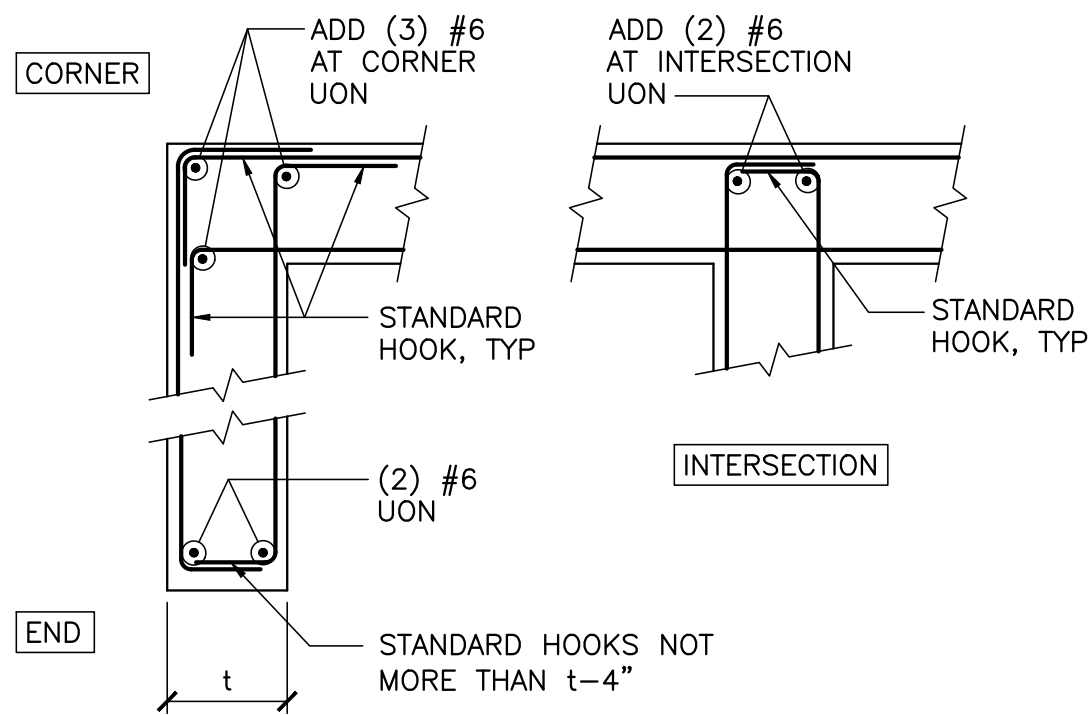 CORNER
ADD (3) #6
AT CORNER
UON
ADD (2) #6
AT INTERSECTION
UON
STANDARD
HOOK, TYP
STANDARD
HOOK, TYP
INTERSECTION
(2) #6
UON
END
STANDARD HOOKS NOT
MORE THAN t-4"
t